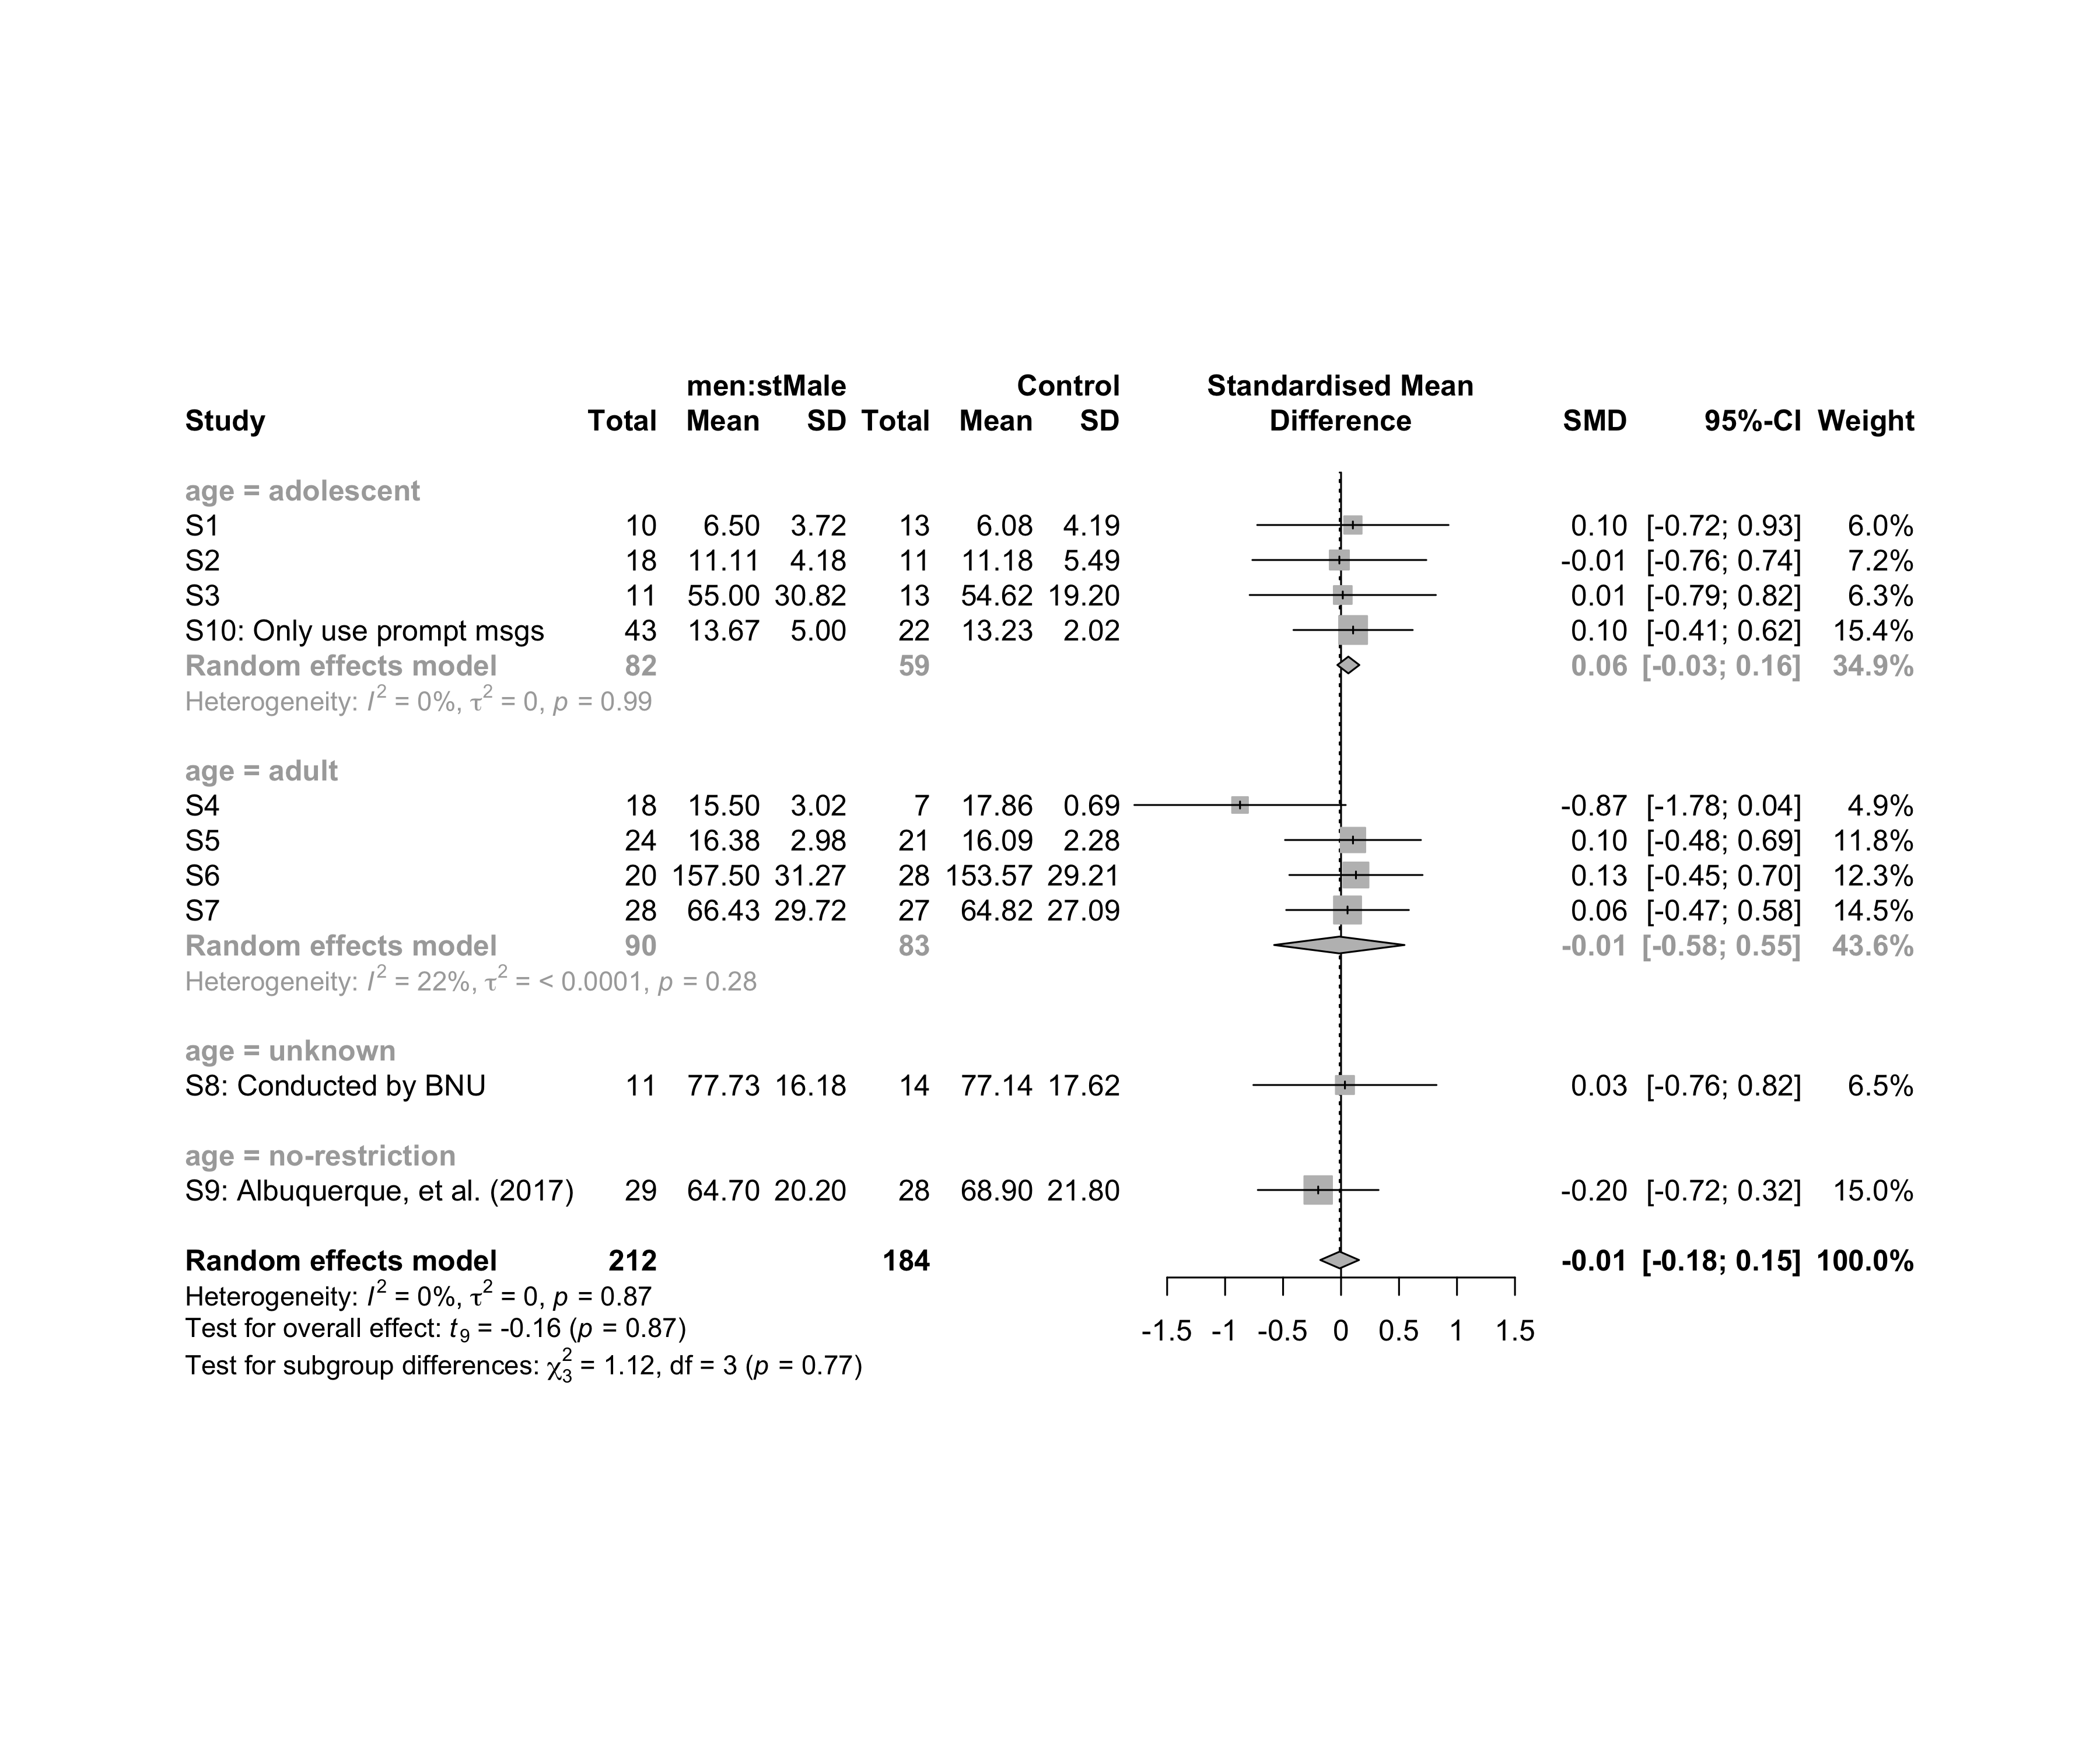 men:stMale Control Standardised Mean
Study Total Mean SD Total Mean SD Difference SMD 95%-CI Weight
age = adolescent
S1 10 6.50 3.72 13 6.08 4.19 0.10 [-0.72; 0.93] 6.0%
S2 18 11.11 4.18 11 11.18 5.49 -0.01 [-0.76; 0.74] 7.2%
S3 11 55.00 30.82 13 54.62 19.20 0.01 [-0.79; 0.82] 6.3%
S10: Only use prompt msgs 43 13.67 5.00 22 13.23 2.02 0.10 [-0.41; 0.62] 15.4%
Random effects model 82 59 0.06 [-0.03; 0.16] 34.9%
Heterogeneity: I² = 0%, τ² = 0, p = 0.99
age = adult
S4 18 15.50 3.02 7 17.86 0.69 -0.87 [-1.78; 0.04] 4.9%
S5 24 16.38 2.98 21 16.09 2.28 0.10 [-0.48; 0.69] 11.8%
S6 20 157.50 31.27 28 153.57 29.21 0.13 [-0.45; 0.70] 12.3%
S7 28 66.43 29.72 27 64.82 27.09 0.06 [-0.47; 0.58] 14.5%
Random effects model 90 83 -0.01 [-0.58; 0.55] 43.6%
Heterogeneity: I² = 22%, τ² = < 0.0001, p = 0.28
age = unknown
S8: Conducted by BNU 11 77.73 16.18 14 77.14 17.62 0.03 [-0.76; 0.82] 6.5%
age = no-restriction
S9: Albuquerque, et al. (2017) 29 64.70 20.20 28 68.90 21.80 -0.20 [-0.72; 0.32] 15.0%
Random effects model 212 184 -0.01 [-0.18; 0.15] 100.0%
Heterogeneity: I² = 0%, τ² = 0, p = 0.87
Test for overall effect: t₉ = -0.16 (p = 0.87)
-1.5 -1 -0.5 0 0.5 1 1.5
Test for subgroup differences: χ²₃ = 1.12, df = 3 (p = 0.77)